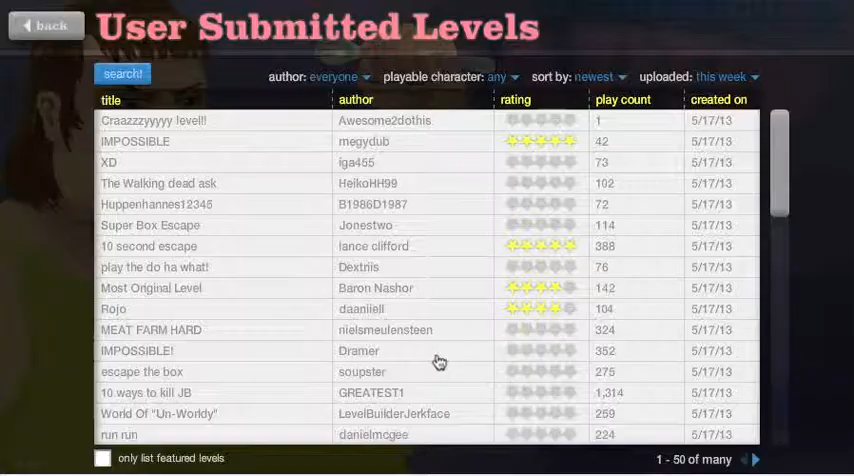 back
User Submitted Levels
search!
author: everyone playable character: any sort by: newest uploaded: this week
title author rating play count created on
Craazzzyyyyy level!! Awesome2dothis 1 5/17/13
IMPOSSIBLE megydub 42 5/17/13
XD iga455 73 5/17/13
The Walking dead ask HeikoHH99 102 5/17/13
Huppenhannes12345 B1986D1987 72 5/17/13
Super Box Escape Jonestwo 114 5/17/13
10 second escape lance clifford 388 5/17/13
play the do ha what! Dextriis 76 5/17/13
Most Original Level Baron Nashor 142 5/17/13
Rojo daaniiell 104 5/17/13
MEAT FARM HARD nielsmeulensteen 324 5/17/13
IMPOSSIBLE! Dramer 352 5/17/13
escape the box soupster 275 5/17/13
10 ways to kill JB GREATEST1 1,314 5/17/13
World Of "Un-Worldy" LevelBuilderJerkface 259 5/17/13
run run danielmcgee 224 5/17/13
only list featured levels 1 - 50 of many